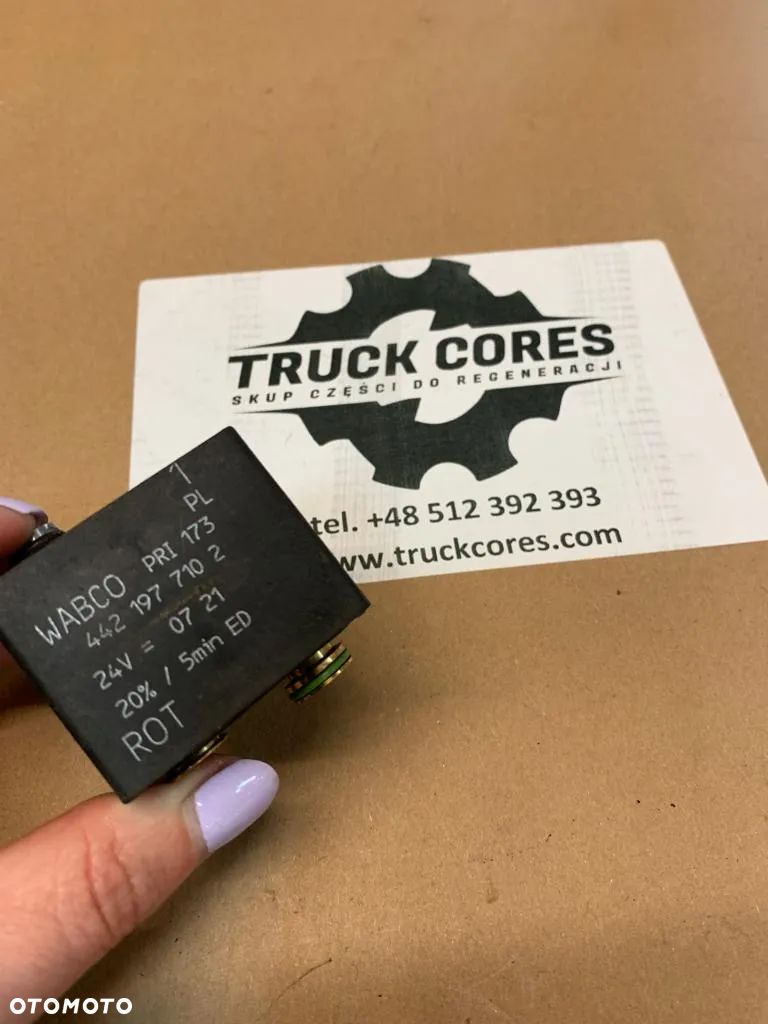 TRUCK CORES
SKUP CZĘŚCI DO REGENERACJI
tel. +48 512 392 393
www.truckcores.com
1
PL
WABCO PRI 173
442 197 710 2
24V = 07 21
20% / 5min ED
ROT
OTOMOTO